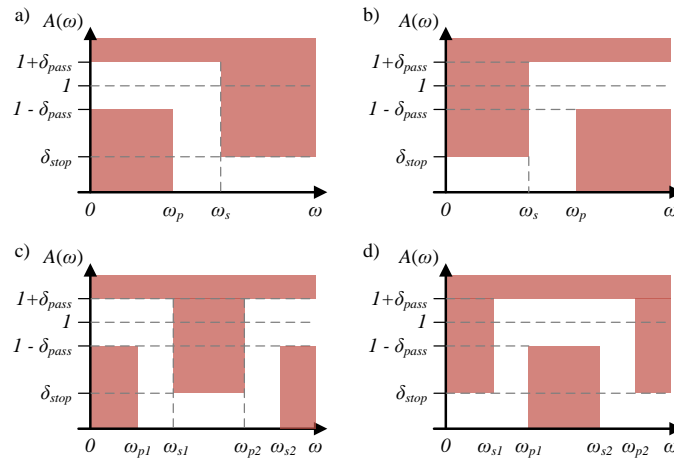 a)
A(ω)
1+δpass
1
1 - δpass
δstop
0 ωp ωs ω
b)
A(ω)
1+δpass
1
1 - δpass
δstop
0 ωs ωp ω
c)
A(ω)
1+δpass
1
1 - δpass
δstop
0 ωp1 ωs1 ωp2 ωs2 ω
d)
A(ω)
1+δpass
1
1 - δpass
δstop
0 ωs1 ωp1 ωs2 ωp2 ω